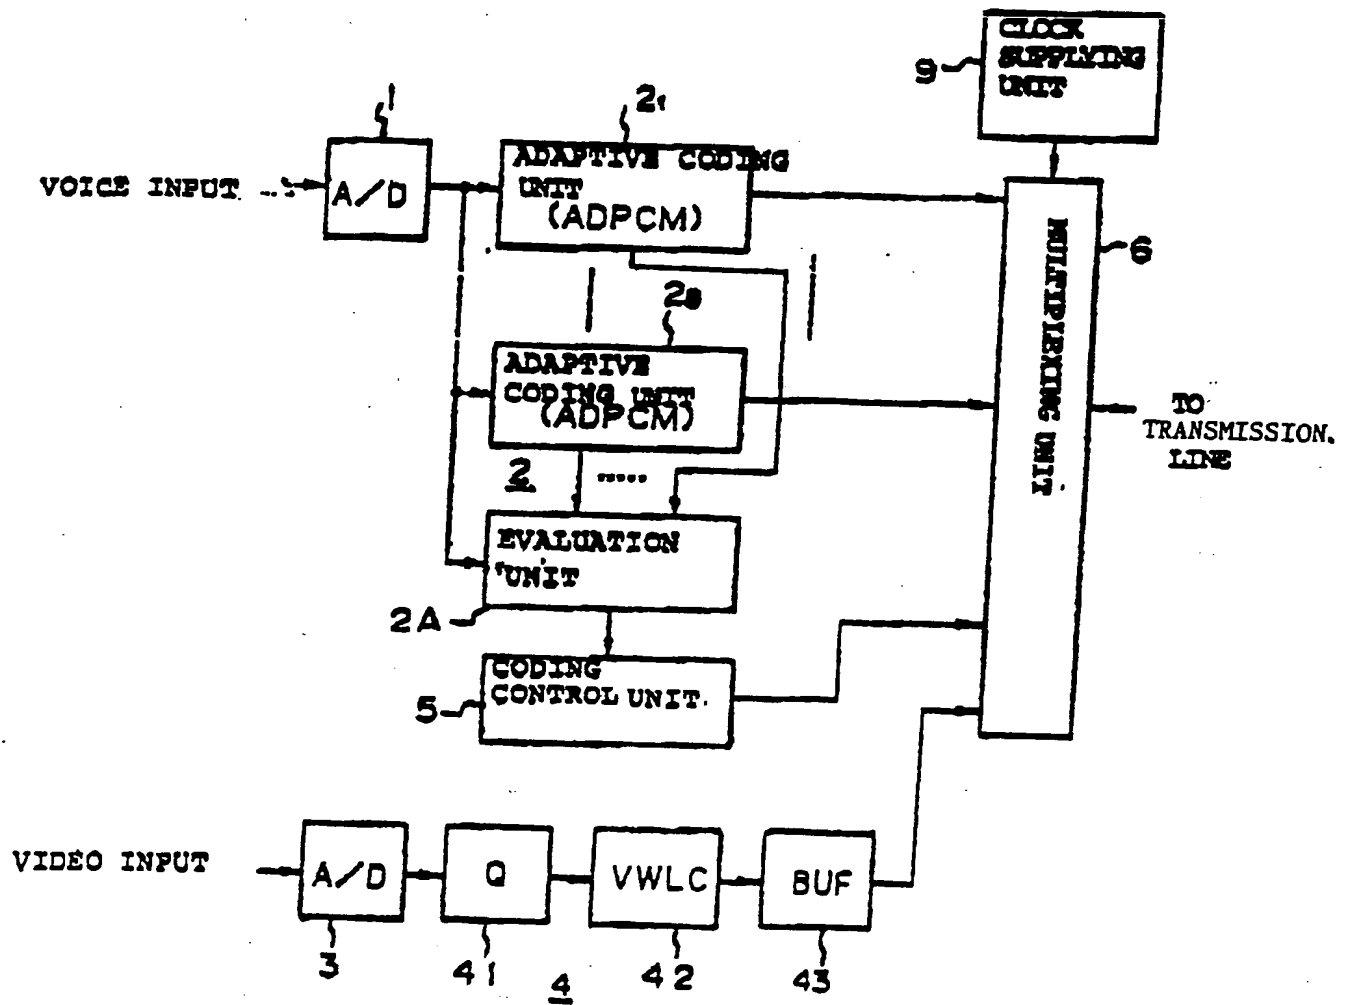 CLOCK
SUPPLYING
UNIT
9
1
2₁
VOICE INPUT
A/D
ADAPTIVE CODING
UNIT
(ADPCM)
MULTIPLEXING UNIT
6
ADAPTIVE
CODING UNIT
(ADPCM)
TO
TRANSMISSION.
LINE
2
EVALUATION
UNIT
2A
CODING
CONTROL UNIT.
5
VIDEO INPUT
A/D
Q
VWLC
BUF
3
41
42
43
4